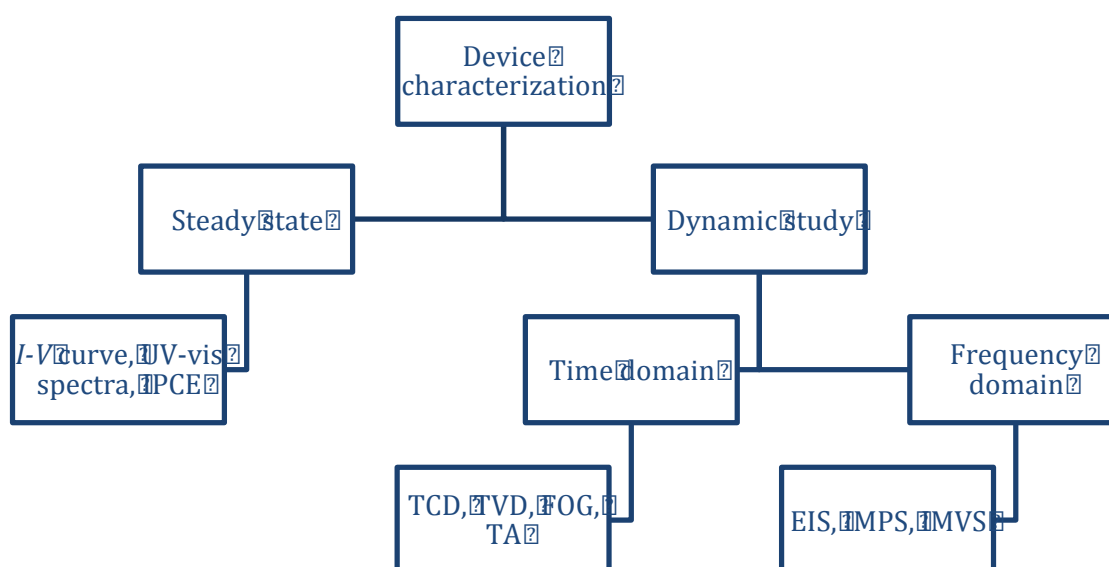 Device
characterization
Steady state
Dynamic study
I-V curve, UV-vis
spectra, IPCE
Time domain
Frequency
domain
TCD, TVD, FOG,
TA
EIS, IMPS, IMVS